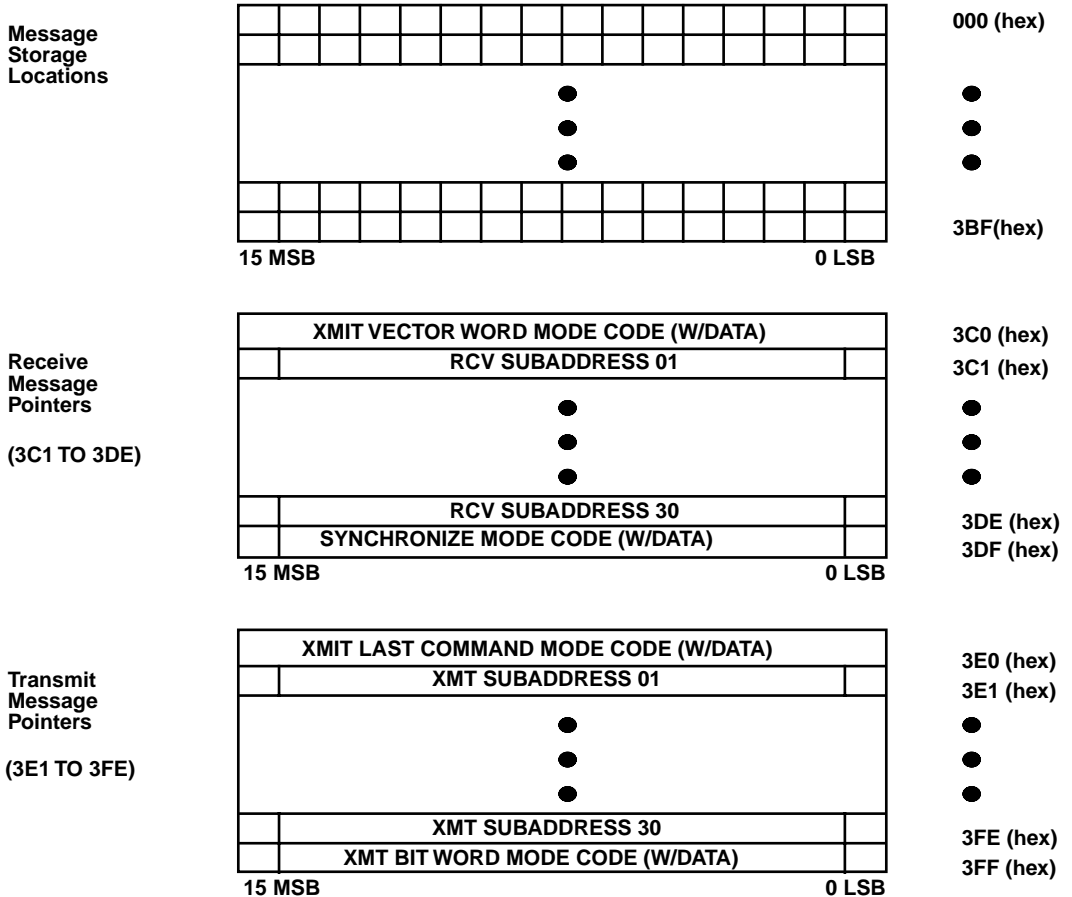 Message
Storage
Locations
000 (hex)
3BF(hex)
15 MSB
0 LSB
XMIT VECTOR WORD MODE CODE (W/DATA)
3C0 (hex)
Receive
Message
Pointers
(3C1 TO 3DE)
RCV SUBADDRESS 01
3C1 (hex)
RCV SUBADDRESS 30
3DE (hex)
SYNCHRONIZE MODE CODE (W/DATA)
3DF (hex)
15 MSB
0 LSB
XMIT LAST COMMAND MODE CODE (W/DATA)
3E0 (hex)
Transmit
Message
Pointers
(3E1 TO 3FE)
XMT SUBADDRESS 01
3E1 (hex)
XMT SUBADDRESS 30
3FE (hex)
XMT BIT WORD MODE CODE (W/DATA)
3FF (hex)
15 MSB
0 LSB